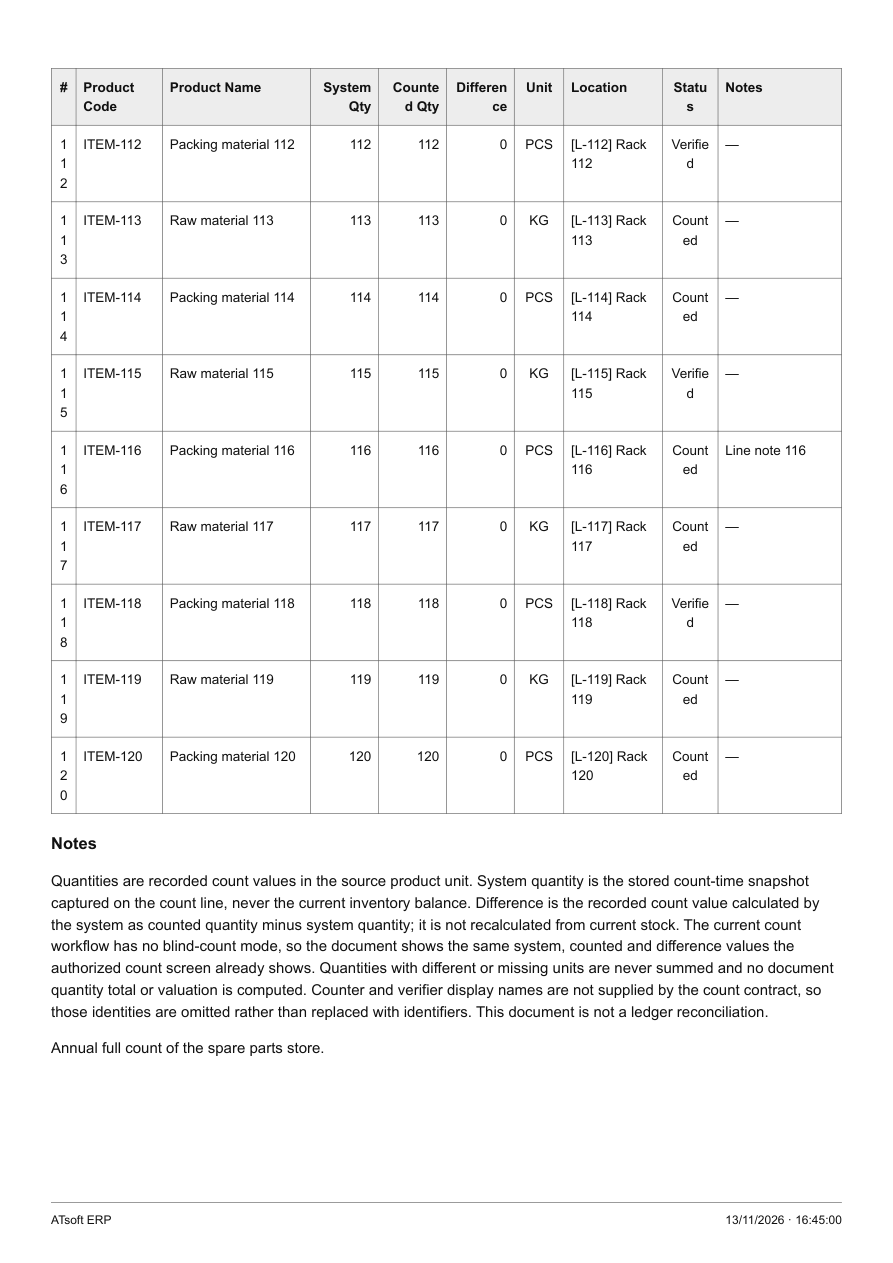 # Product Code Product Name System Qty Counted Qty Difference Unit Location Status Notes
112 ITEM-112 Packing material 112 112 112 0 PCS [L-112] Rack 112 Verified —
113 ITEM-113 Raw material 113 113 113 0 KG [L-113] Rack 113 Counted —
114 ITEM-114 Packing material 114 114 114 0 PCS [L-114] Rack 114 Counted —
115 ITEM-115 Raw material 115 115 115 0 KG [L-115] Rack 115 Verified —
116 ITEM-116 Packing material 116 116 116 0 PCS [L-116] Rack 116 Counted Line note 116
117 ITEM-117 Raw material 117 117 117 0 KG [L-117] Rack 117 Counted —
118 ITEM-118 Packing material 118 118 118 0 PCS [L-118] Rack 118 Verified —
119 ITEM-119 Raw material 119 119 119 0 KG [L-119] Rack 119 Counted —
120 ITEM-120 Packing material 120 120 120 0 PCS [L-120] Rack 120 Counted —
Notes
Quantities are recorded count values in the source product unit. System quantity is the stored count-time snapshot
captured on the count line, never the current inventory balance. Difference is the recorded count value calculated by
the system as counted quantity minus system quantity; it is not recalculated from current stock. The current count
workflow has no blind-count mode, so the document shows the same system, counted and difference values the
authorized count screen already shows. Quantities with different or missing units are never summed and no document
quantity total or valuation is computed. Counter and verifier display names are not supplied by the count contract, so
those identities are omitted rather than replaced with identifiers. This document is not a ledger reconciliation.
Annual full count of the spare parts store.
ATsoft ERP 13/11/2026 · 16:45:00